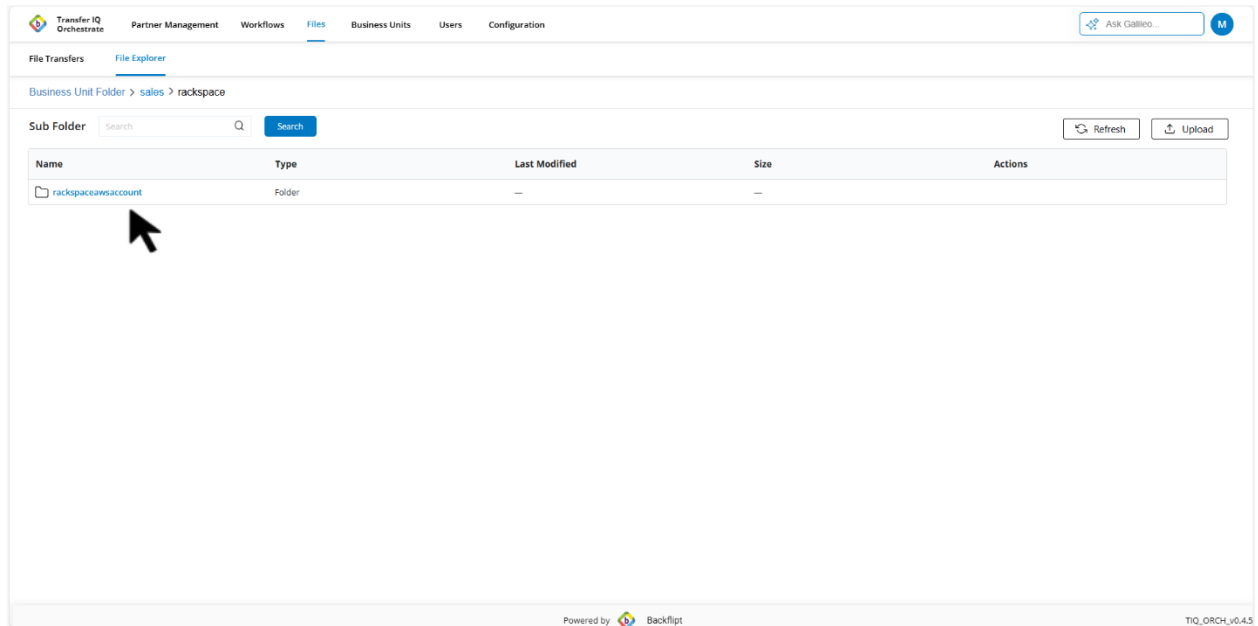 Transfer IQ
Orchestrate
Partner Management Workflows Files Business Units Users Configuration Ask Galileo... M
File Transfers File Explorer
Business Unit Folder > sales > rackspace
Sub Folder Search Search Refresh Upload
Name Type Last Modified Size Actions
rackspaceawsaccount Folder — —
Powered by Backflipt TIQ_ORCH_v0.4.5